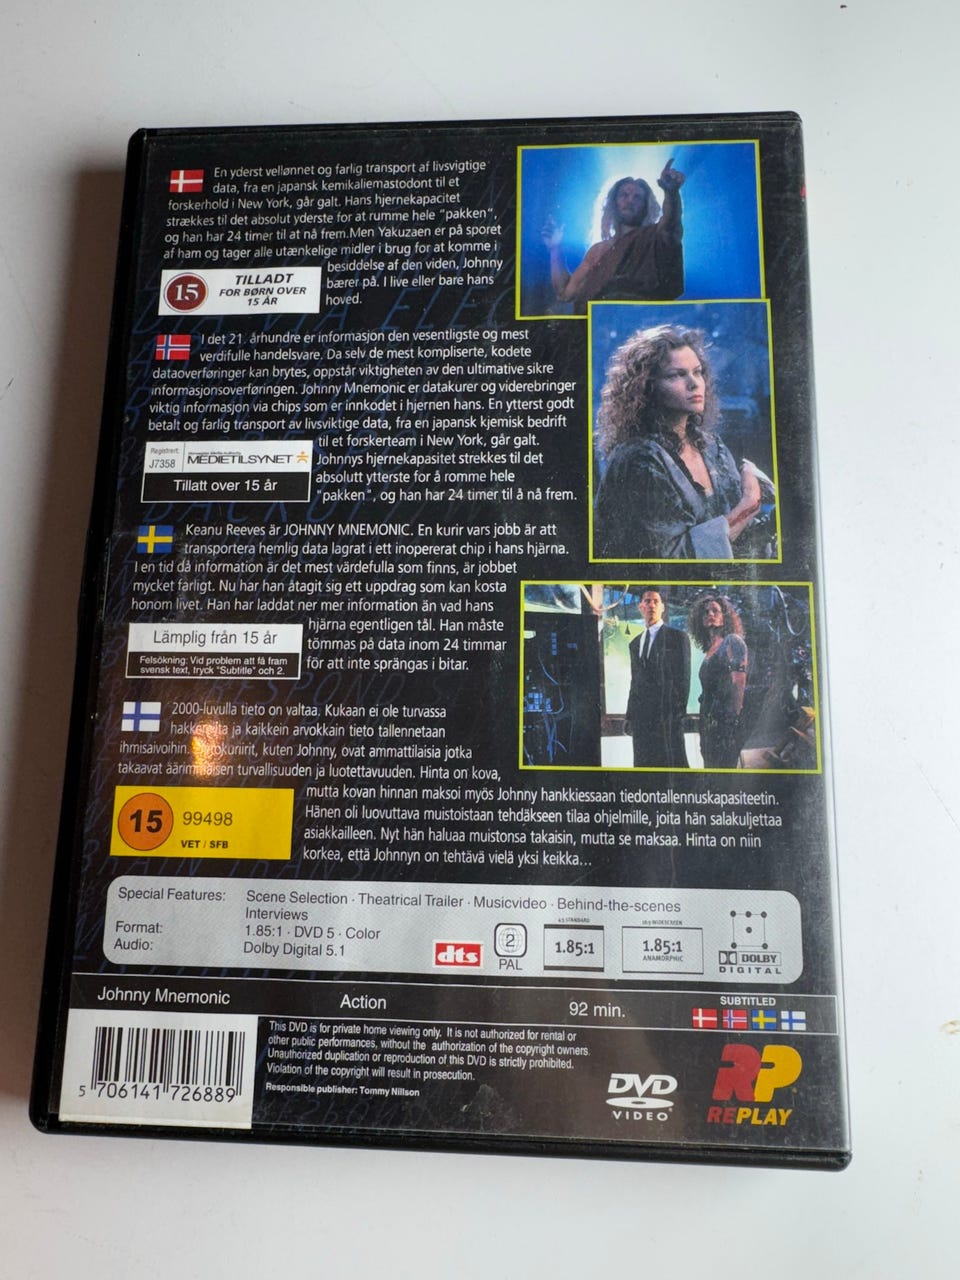 En yderst vellønnet og farlig transport af livsvigtige
data, fra en japansk kemikaliemastodont til et
forskerhold i New York, går galt. Hans hjernekapacitet
strækkes til det absolut yderste for at rumme hele "pakken",
og han har 24 timer til at nå frem.Men Yakuzaen er på sporet
af ham og tager alle utænkelige midler i brug for at komme i
besiddelse af den viden, Johnny
bærer på. I live eller bare hans
hoved.
15
TILLADT
FOR BØRN OVER
15 ÅR
I det 21. århundre er informasjon den vesentligste og mest
verdifulle handelsvare. Da selv de mest kompliserte, kodete
dataoverføringer kan brytes, oppstår viktigheten av den ultimative sikre
informasjonsoverføringen. Johnny Mnemonic er datakurer og viderebringer
viktig informasjon via chips som er innkodet i hjernen hans. En ytterst godt
betalt og farlig transport av livsviktige data, fra en japansk kjemisk bedrift
til et forskerteam i New York, går galt.
Johnnys hjernekapasitet strekkes til det
absolutt ytterste for å romme hele
"pakken", og han har 24 timer til å nå frem.
Registrert:
J7358
MEDIETILSYNET
Tillatt over 15 år
Keanu Reeves är JOHNNY MNEMONIC. En kurir vars jobb är att
transportera hemlig data lagrat i ett inopererat chip i hans hjärna.
I en tid då information är det mest värdefulla som finns, är jobbet
mycket farligt. Nu har han åtagit sig ett uppdrag som kan kosta
honom livet. Han har laddat ner mer information än vad hans
hjärna egentligen tål. Han måste
tömmas på data inom 24 timmar
för att inte sprängas i bitar.
Lämplig från 15 år
Felsökning: Vid problem att få fram
svensk text, tryck "Subtitle" och 2.
2000-luvulla tieto on valtaa. Kukaan ei ole turvassa
ja kaikkein arvokkain tieto tallennetaan
ihmisaivoihin. kuten Johnny, ovat ammattilaisia jotka
takaavat äärimmäisen turvallisuuden ja luotettavuuden. Hinta on kova,
mutta kovan hinnan maksoi myös Johnny hankkiessaan tiedontallennuskapasiteetin.
Hänen oli luovuttava muistoistaan tehdäkseen tilaa ohjelmille, joita hän salakuljettaa
asiakkailleen. Nyt hän haluaa muistonsa takaisin, mutta se maksaa. Hinta on niin
korkea, että Johnnyn on tehtävä vielä yksi keikka...
15
99498
VET / SFB
Special Features: Scene Selection · Theatrical Trailer · Musicvideo · Behind-the-scenes
Interviews
Format: 1.85:1 · DVD 5 · Color
Audio: Dolby Digital 5.1
dts
2
PAL
4:3 STANDARD
1.85:1
16:9 WIDESCREEN
1.85:1
ANAMORPHIC
DOLBY
DIGITAL
Johnny Mnemonic Action 92 min.
SUBTITLED
This DVD is for private home viewing only. It is not authorized for rental or
other public performances, without the authorization of the copyright owners.
Unauthorized duplication or reproduction of this DVD is strictly prohibited.
Violation of the copyright will result in prosecution.
Responsible publisher: Tommy Nillson
5 706141 726889
DVD
VIDEO
RP
REPLAY